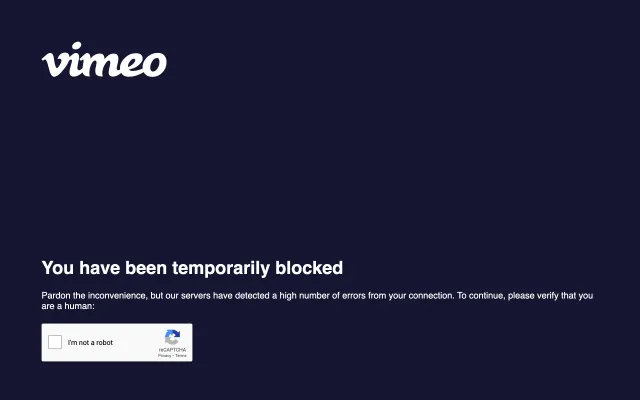 vimeo
You have been temporarily blocked
Pardon the inconvenience, but our servers have detected a high number of errors from your connection. To continue, please verify that you
are a human:
I'm not a robot
reCAPTCHA
Privacy - Terms